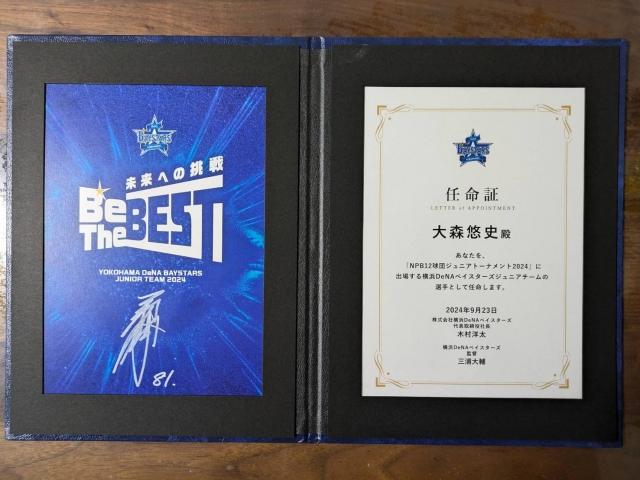 BAYSTARS
未来への挑戦
Be
The BEST
YOKOHAMA DeNA BAYSTARS
JUNIOR TEAM 2024
81.
BAYSTARS
任命証
LETTER of APPOINTMENT
大森悠史殿
あなたを、
「NPB12球団ジュニアトーナメント2024」に
出場する横浜DeNAベイスターズジュニアチームの
選手として任命します。
2024年9月23日
株式会社横浜DeNAベイスターズ
代表取締役社長
木村洋太
横浜DeNAベイスターズ
監督
三浦大輔